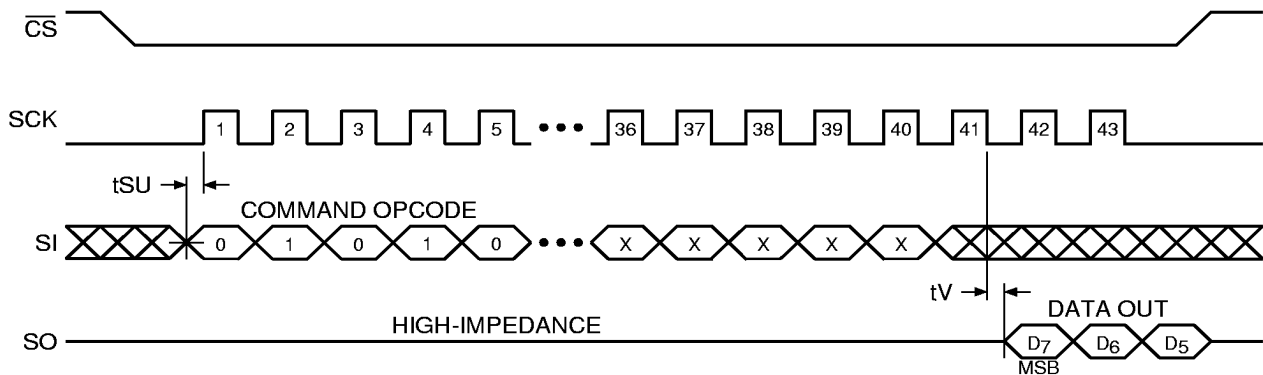 CS
SCK 1 2 3 4 5 ••• 36 37 38 39 40 41 42 43
tSU
COMMAND OPCODE
SI 0 1 0 1 0 ••• X X X X X
tV
DATA OUT
HIGH-IMPEDANCE
SO D7 D6 D5
MSB